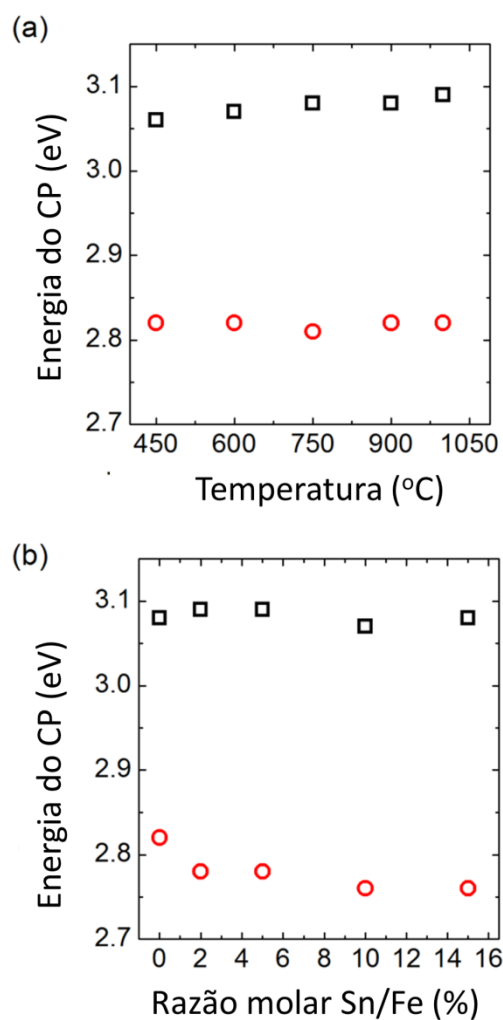 (a)
3.1
3.0
2.9
2.8
2.7
Energia do CP (eV)
450 600 750 900 1050
Temperatura (ºC)
(b)
3.1
3.0
2.9
2.8
2.7
Energia do CP (eV)
0 2 4 6 8 10 12 14 16
Razão molar Sn/Fe (%)